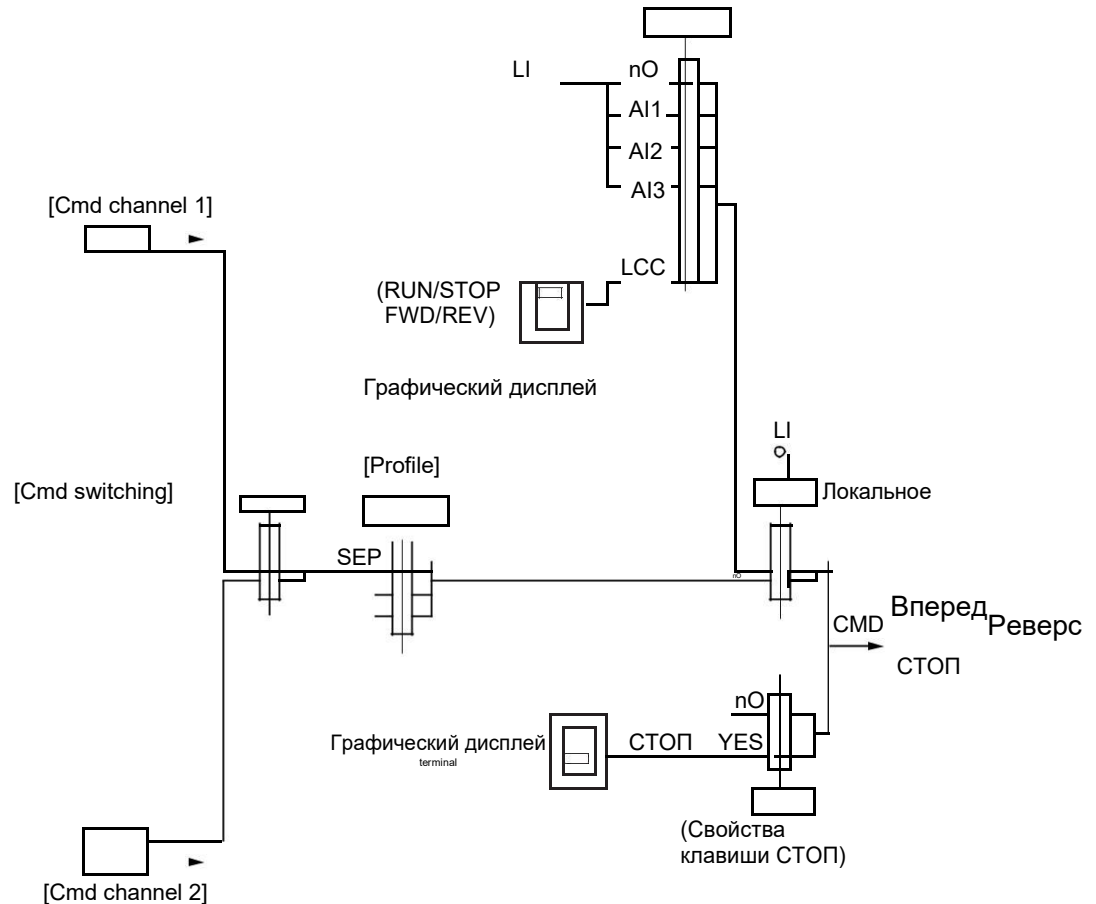 LI
nO
AI1
AI2
AI3
[Cmd channel 1]
LCC
(RUN/STOP
FWD/REV)
Графический дисплей
LI
[Profile]
[Cmd switching]
Локальное
SEP
nO
Вперед
Реверс
CMD
СТОП
nO
Графический дисплей
terminal
СТОП
YES
(Свойства
клавиши СТОП)
[Cmd channel 2]